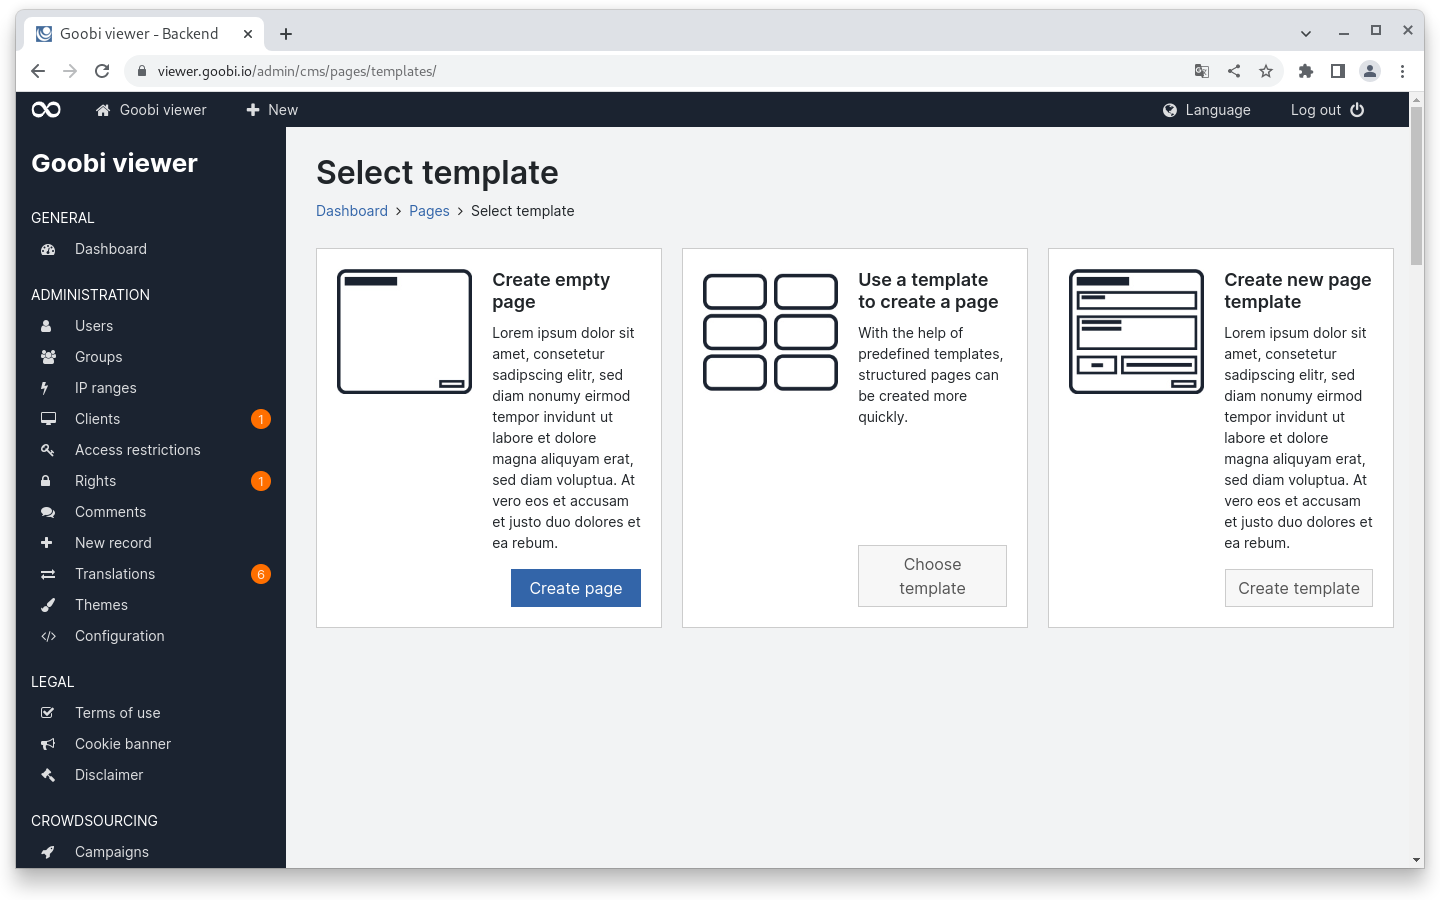 Goobi viewer - Backend
viewer.goobi.io/admin/cms/pages/templates/
Goobi viewer
New
Language
Log out
Goobi viewer
GENERAL
Dashboard
ADMINISTRATION
Users
Groups
IP ranges
Clients 1
Access restrictions
Rights 1
Comments
New record
Translations 6
Themes
Configuration
LEGAL
Terms of use
Cookie banner
Disclaimer
CROWDSOURCING
Campaigns
Select template
Dashboard > Pages > Select template
Create empty
page
Lorem ipsum dolor sit
amet, consetetur
sadipscing elitr, sed
diam nonumy eirmod
tempor invidunt ut
labore et dolore
magna aliquyam erat,
sed diam voluptua. At
vero eos et accusam
et justo duo dolores et
ea rebum.
Create page
Use a template
to create a page
With the help of
predefined templates,
structured pages can
be created more
quickly.
Choose
template
Create new page
template
Lorem ipsum dolor sit
amet, consetetur
sadipscing elitr, sed
diam nonumy eirmod
tempor invidunt ut
labore et dolore
magna aliquyam erat,
sed diam voluptua. At
vero eos et accusam
et justo duo dolores et
ea rebum.
Create template